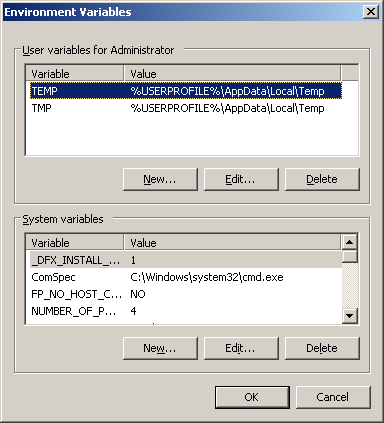 Environment Variables
User variables for Administrator
Variable Value
TEMP %USERPROFILE%\AppData\Local\Temp
TMP %USERPROFILE%\AppData\Local\Temp
New... Edit... Delete
System variables
Variable Value
_DFX_INSTALL_... 1
ComSpec C:\Windows\system32\cmd.exe
FP_NO_HOST_C... NO
NUMBER_OF_P... 4
New... Edit... Delete
OK Cancel